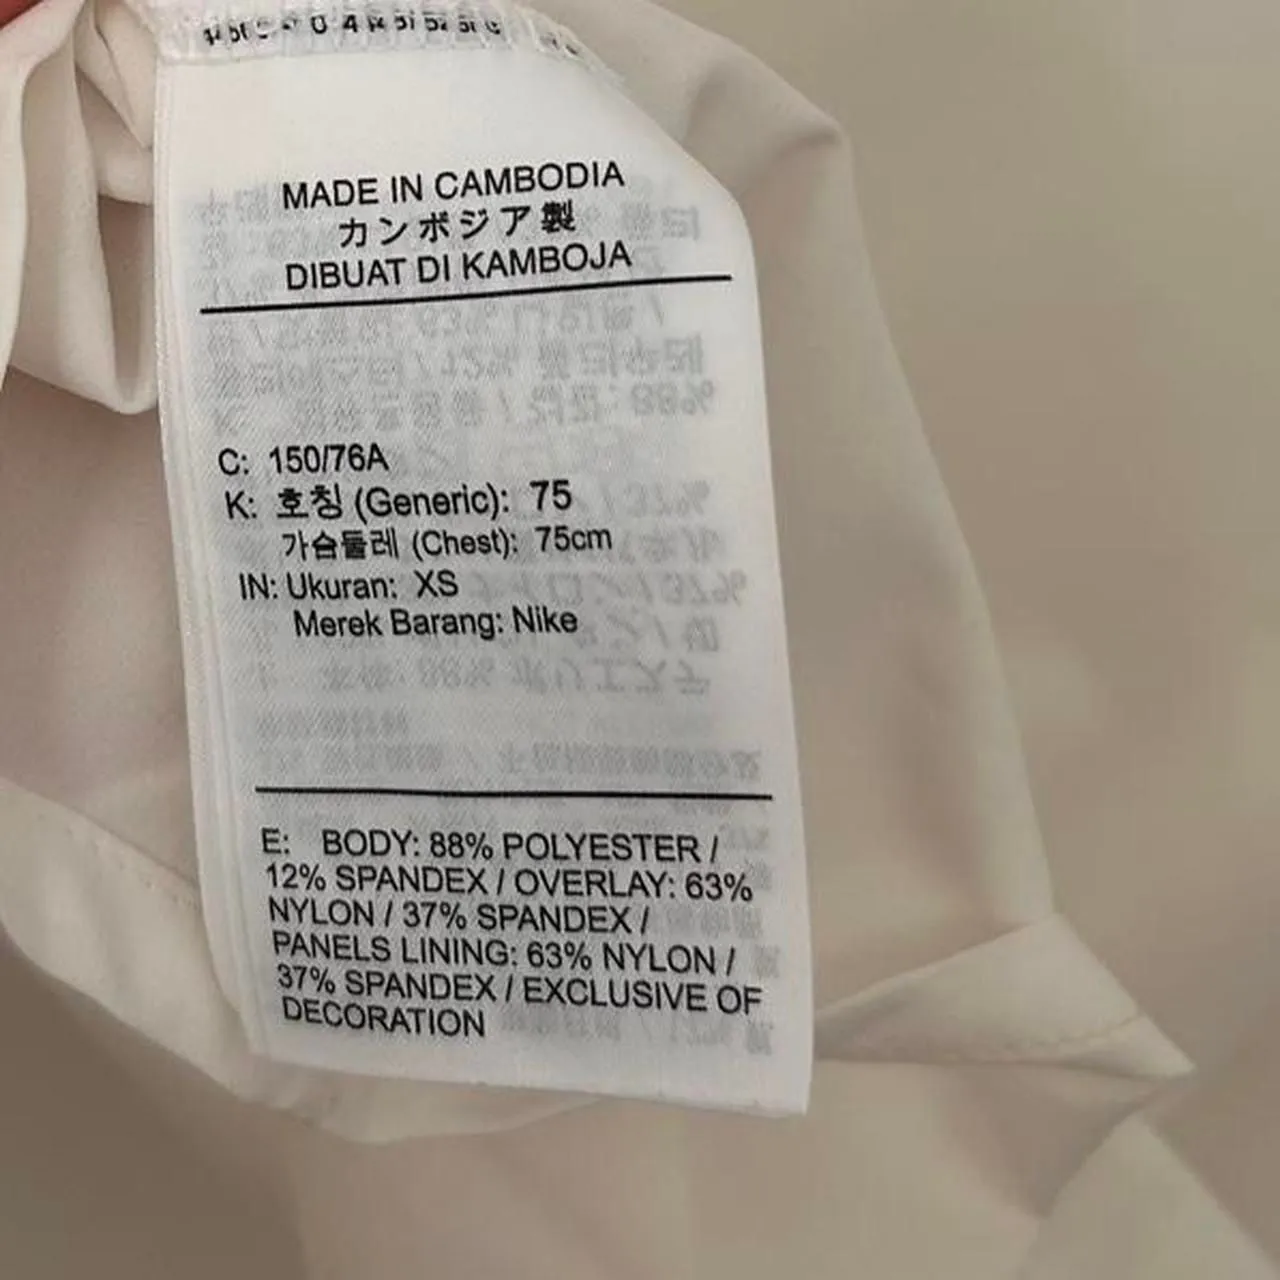 MADE IN CAMBODIA
カンボジア製
DIBUAT DI KAMBOJA
C: 150/76A
K: 호칭 (Generic): 75
가슴둘레 (Chest): 75cm
IN: Ukuran: XS
Merek Barang: Nike
E: BODY: 88% POLYESTER /
12% SPANDEX / OVERLAY: 63%
NYLON / 37% SPANDEX /
PANELS LINING: 63% NYLON /
37% SPANDEX / EXCLUSIVE OF
DECORATION